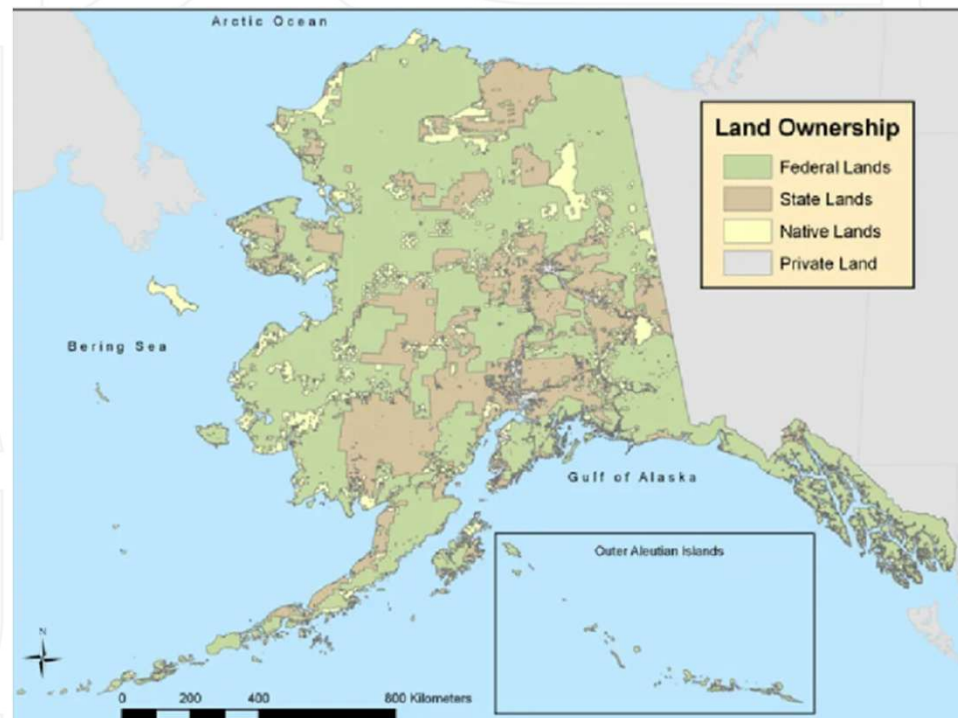 Arctic Ocean
Land Ownership
Federal Lands
State Lands
Native Lands
Private Land
Bering Sea
Gulf of Alaska
Outer Aleutian Islands
N
0 200 400 800 Kilometers